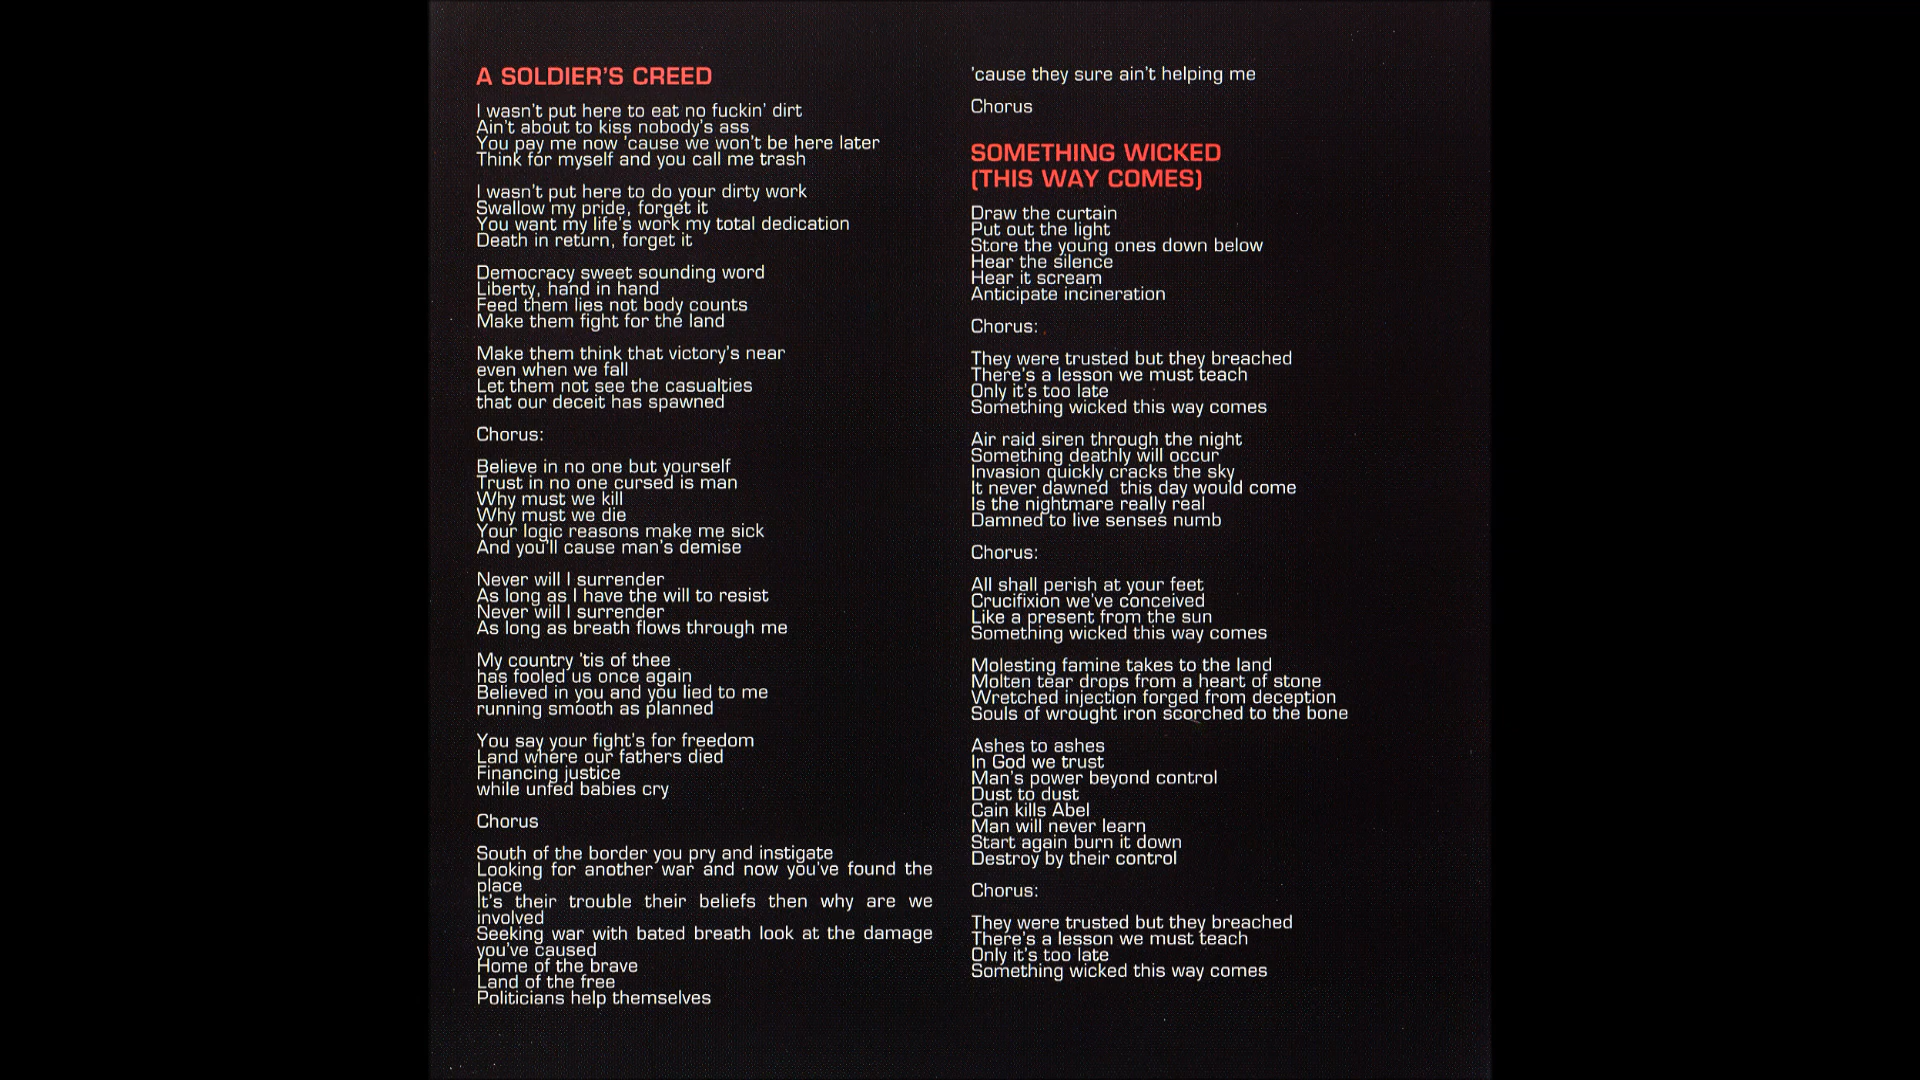 A SOLDIER'S CREED
I wasn't put here to eat no fuckin' dirt
Ain't about to kiss nobody's ass
You pay me now 'cause we won't be here later
Think for myself and you call me trash
I wasn't put here to do your dirty work
Swallow my pride, forget it
You want my life's work my total dedication
Death in return, forget it
Democracy sweet sounding word
Liberty, hand in hand
Feed them lies not body counts
Make them fight for the land
Make them think that victory's near
even when we fall
Let them not see the casualties
that our deceit has spawned
Chorus:
Believe in no one but yourself
Trust in no one cursed is man
Why must we kill
Why must we die
Your logic reasons make me sick
And you'll cause man's demise
Never will I surrender
As long as I have the will to resist
Never will I surrender
As long as breath flows through me
My country 'tis of thee
has fooled us once again
Believed in you and you lied to me
running smooth as planned
You say your fight's for freedom
Land where our fathers died
Financing justice
while unfed babies cry
Chorus
South of the border you pry and instigate
Looking for another war and now you've found the
place
It's their trouble their beliefs then why are we
involved
Seeking war with bated breath look at the damage
you've caused
Home of the brave
Land of the free
Politicians help themselves
'cause they sure ain't helping me
Chorus
SOMETHING WICKED
(THIS WAY COMES)
Draw the curtain
Put out the light
Store the young ones down below
Hear the silence
Hear it scream
Anticipate incineration
Chorus:
They were trusted but they breached
There's a lesson we must teach
Only it's too late
Something wicked this way comes
Air raid siren through the night
Something deathly will occur
Invasion quickly cracks the sky
It never dawned this day would come
Is the nightmare really real
Damned to live senses numb
Chorus:
All shall perish at your feet
Crucifixion we've conceived
Like a present from the sun
Something wicked this way comes
Molesting famine takes to the land
Molten tear drops from a heart of stone
Wretched injection forged from deception
Souls of wrought iron scorched to the bone
Ashes to ashes
In God we trust
Man's power beyond control
Dust to dust
Cain kills Abel
Man will never learn
Start again burn it down
Destroy by their control
Chorus:
They were trusted but they breached
There's a lesson we must teach
Only it's too late
Something wicked this way comes